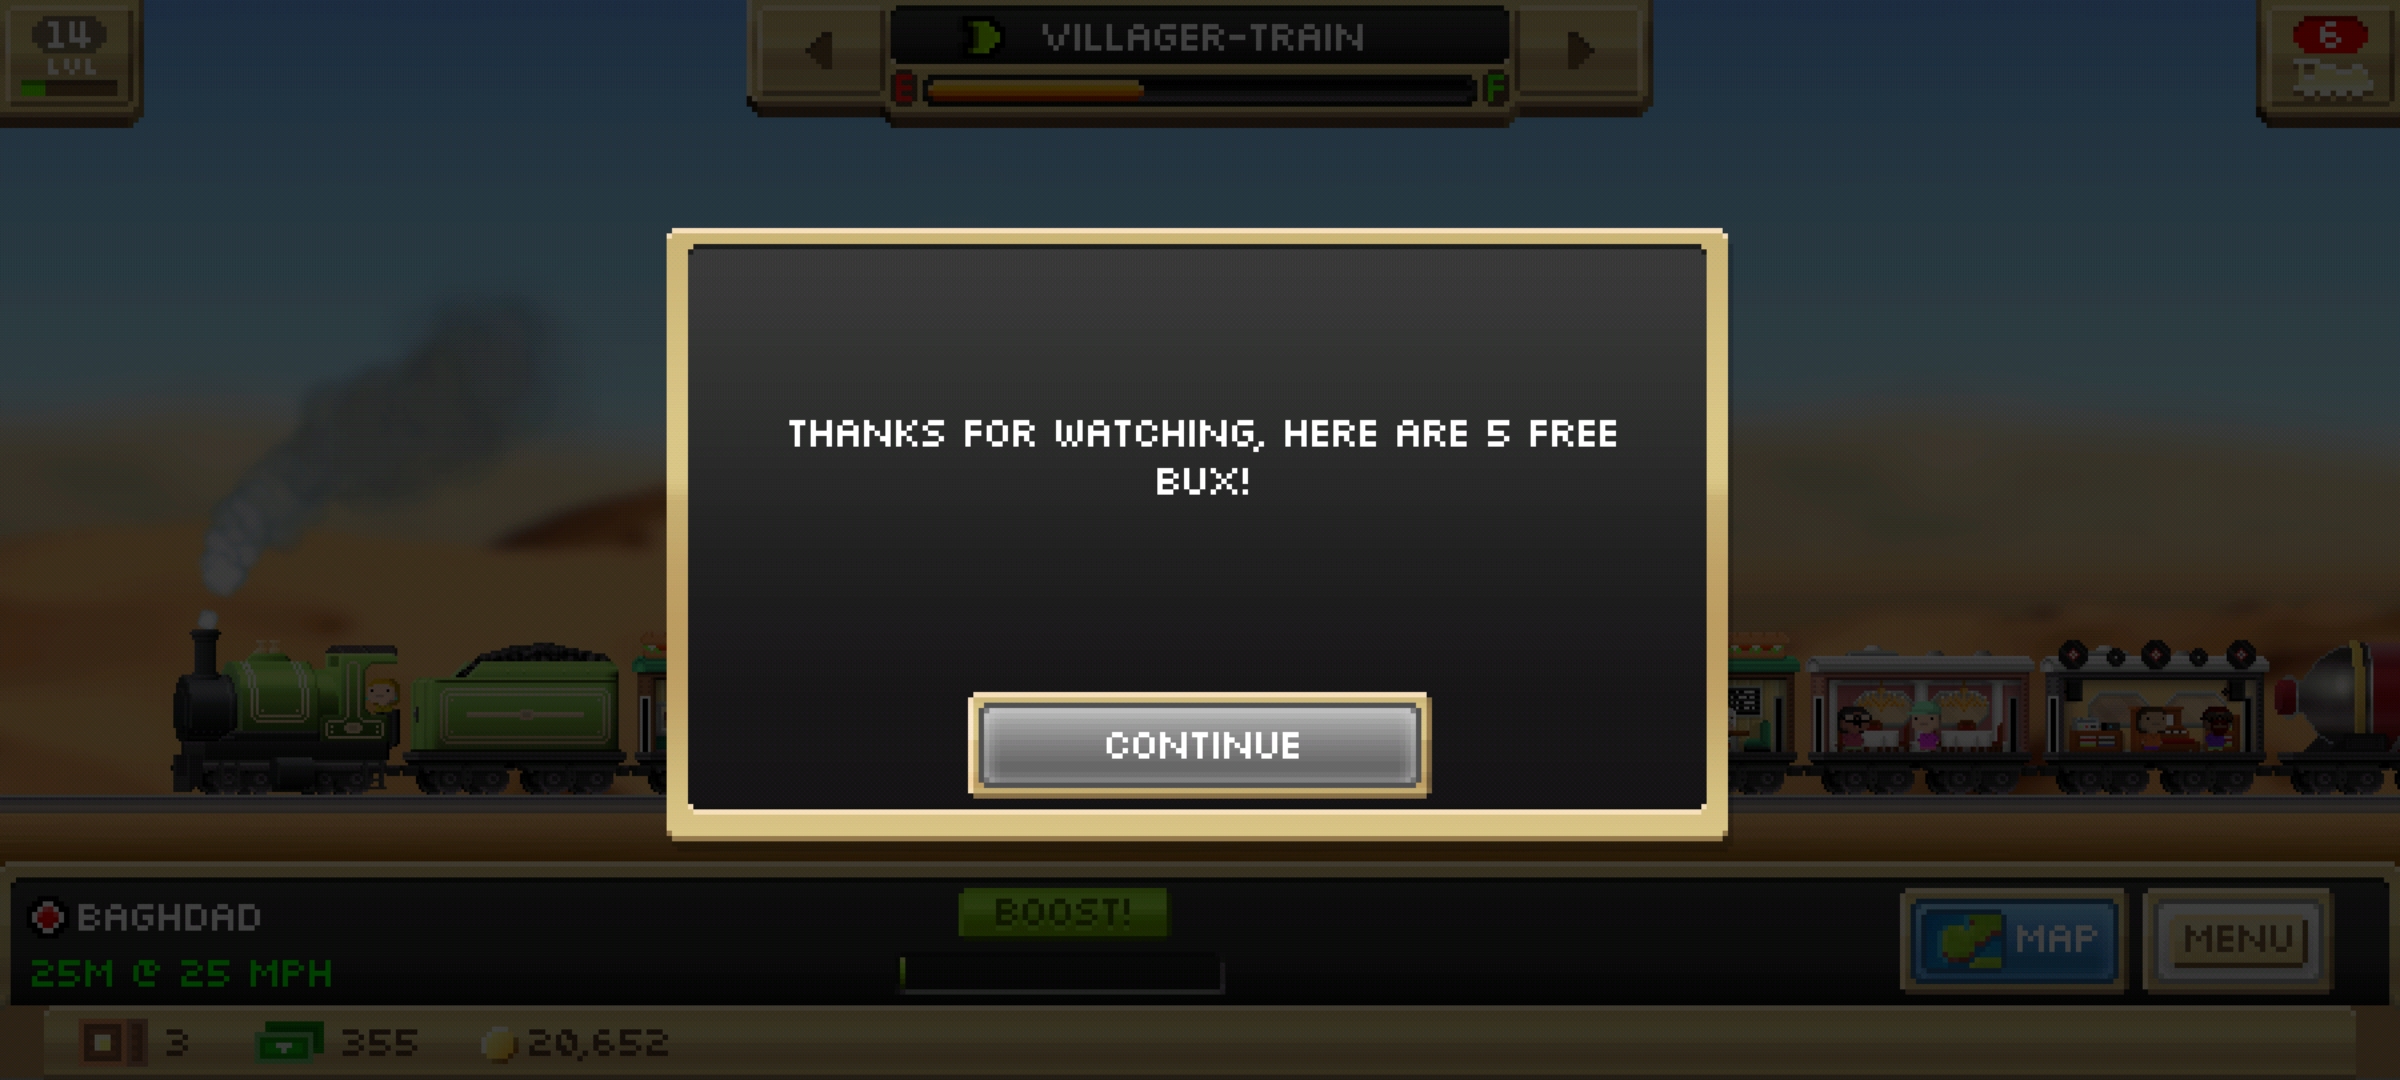 14
LVL
VILLAGER-TRAIN
E
F
6
THANKS FOR WATCHING, HERE ARE 5 FREE
BUX!
CONTINUE
BAGHDAD
25M @ 25 MPH
BOOST!
MAP
MENU
3
355
20,652